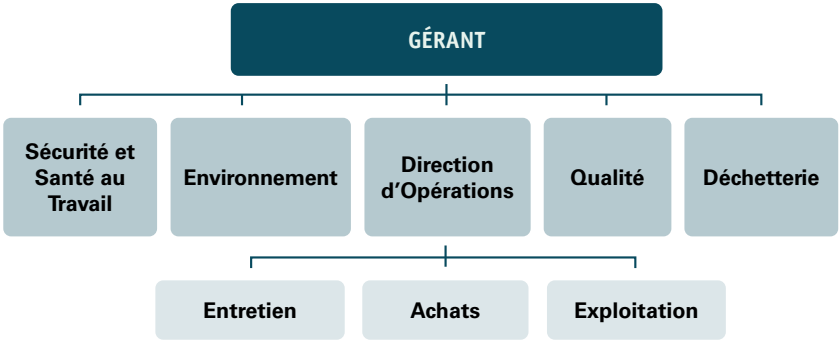 GÉRANT
Sécurité et
Santé au
Travail
Environnement
Direction
d’Opérations
Qualité
Déchetterie
Entretien
Achats
Exploitation